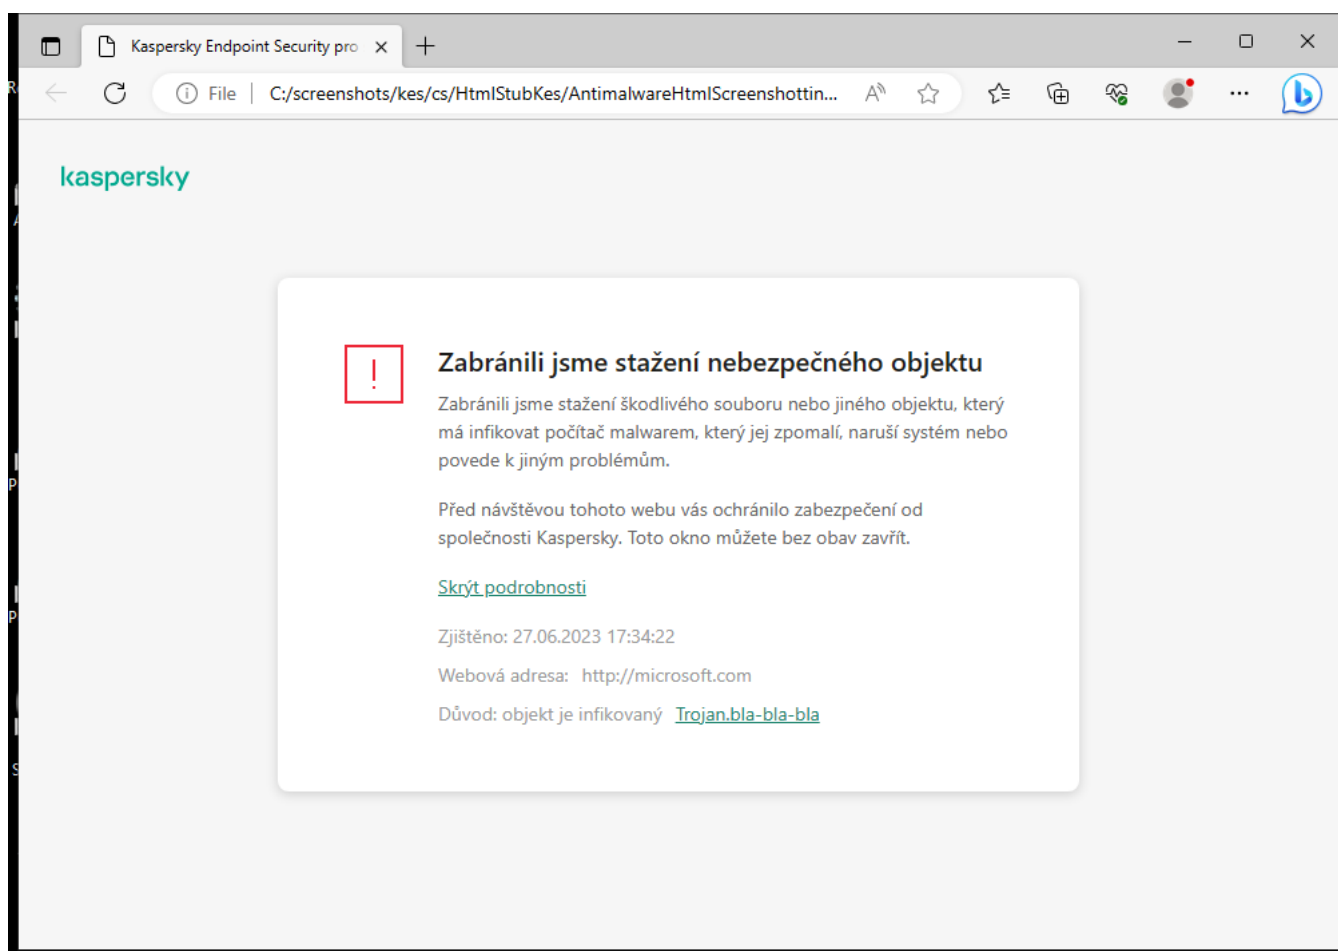 Kaspersky Endpoint Security pro
File
C:/screenshots/kes/cs/HtmlStubKes/AntimalwareHtmlScreenshottin...
kaspersky
!
Zabránili jsme stažení nebezpečného objektu
Zabránili jsme stažení škodlivého souboru nebo jiného objektu, který
má infikovat počítač malwarem, který jej zpomalí, naruší systém nebo
povede k jiným problémům.
Před návštěvou tohoto webu vás ochránilo zabezpečení od
společnosti Kaspersky. Toto okno můžete bez obav zavřít.
Skrýt podrobnosti
Zjištěno: 27.06.2023 17:34:22
Webová adresa: http://microsoft.com
Důvod: objekt je infikovaný Trojan.bla-bla-bla